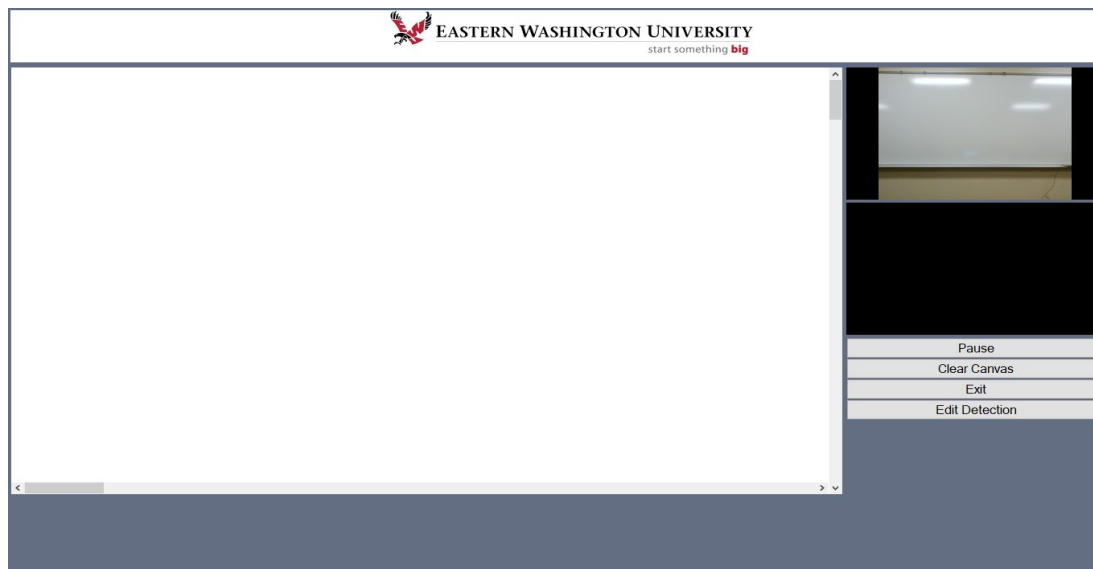 EASTERN WASHINGTON UNIVERSITY
start something big
Pause
Clear Canvas
Exit
Edit Detection